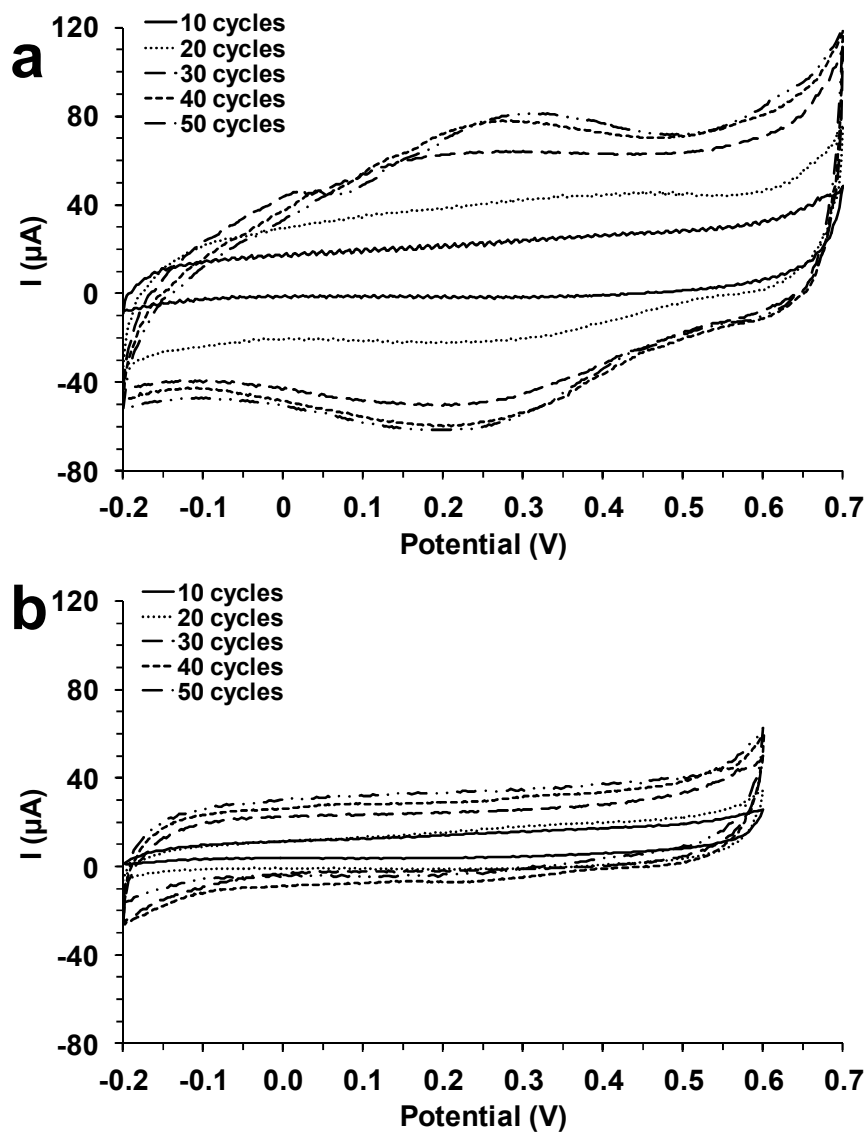 a
120
10 cycles
20 cycles
30 cycles
40 cycles
50 cycles
80
40
0
-40
-80
I (µA)
-0.2 -0.1 0 0.1 0.2 0.3 0.4 0.5 0.6 0.7
Potential (V)
b
120
10 cycles
20 cycles
30 cycles
40 cycles
50 cycles
80
40
0
-40
-80
I (µA)
-0.2 -0.1 0.0 0.1 0.2 0.3 0.4 0.5 0.6 0.7
Potential (V)